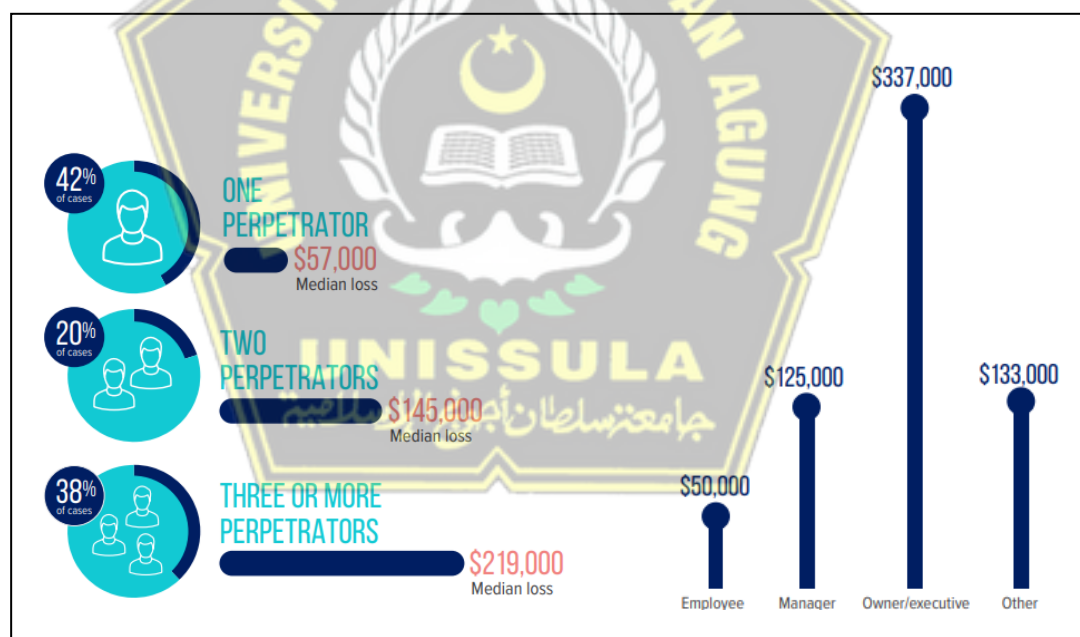 42%
of cases
ONE
PERPETRATOR
$57,000
Median loss
20%
of cases
TWO
PERPETRATORS
$145,000
Median loss
38%
of cases
THREE OR MORE
PERPETRATORS
$219,000
Median loss
$50,000
Employee
$125,000
Manager
$337,000
Owner/executive
$133,000
Other
AGUNG
UNISSULA